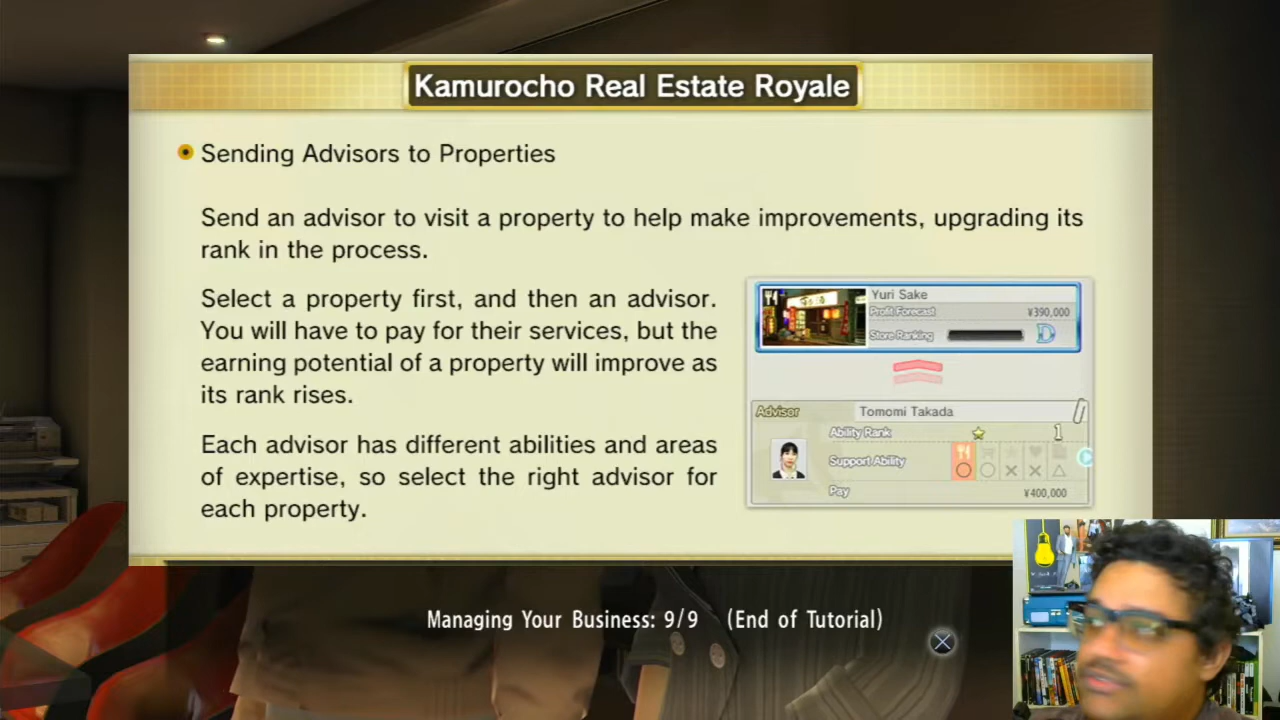 Kamurocho Real Estate Royale
Sending Advisors to Properties
Send an advisor to visit a property to help make improvements, upgrading its
rank in the process.
Select a property first, and then an advisor.
You will have to pay for their services, but the
earning potential of a property will improve as
its rank rises.
Each advisor has different abilities and areas
of expertise, so select the right advisor for
each property.
Yuri Sake
Profit Forecast ¥390,000
Store Ranking D
Advisor Tomomi Takada
Ability Rank 1
Support Ability
Pay ¥400,000
Managing Your Business: 9/9 (End of Tutorial)